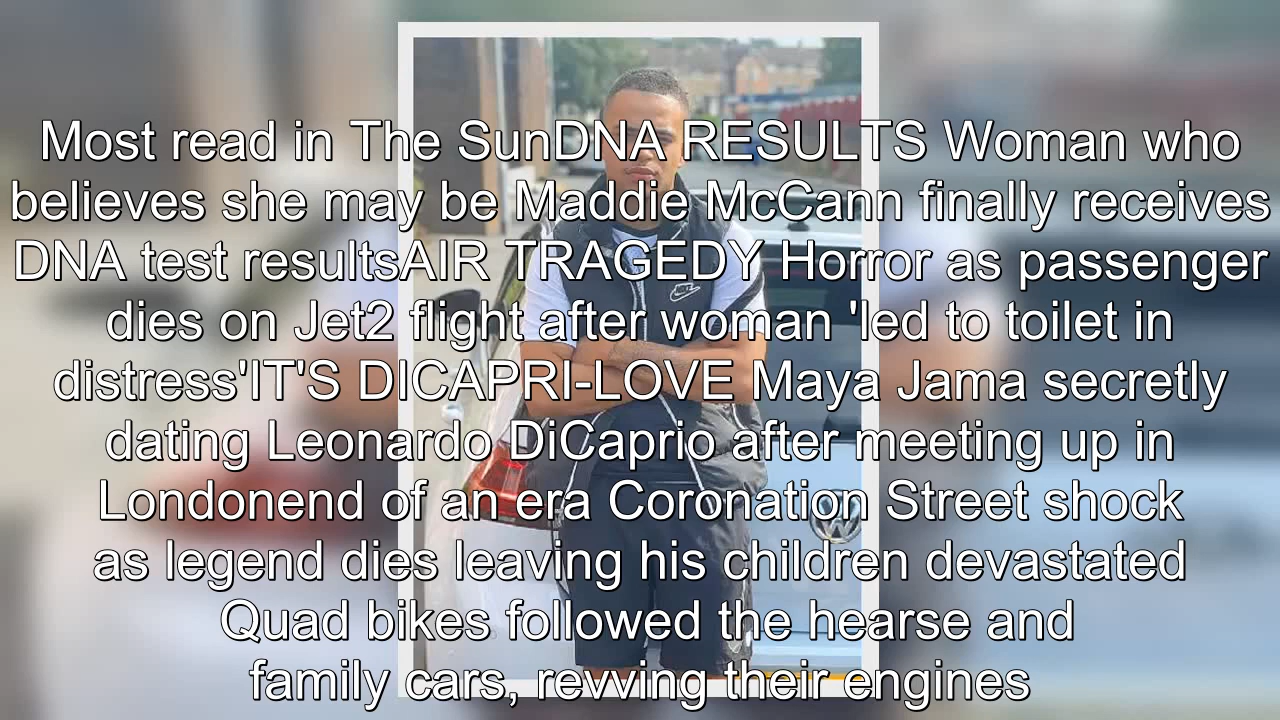 Most read in The SunDNA RESULTS Woman who
believes she may be Maddie McCann finally receives
DNA test resultsAIR TRAGEDY Horror as passenger
dies on Jet2 flight after woman 'led to toilet in
distress'IT'S DICAPRI-LOVE Maya Jama secretly
dating Leonardo DiCaprio after meeting up in
Londonend of an era Coronation Street shock
as legend dies leaving his children devastated
Quad bikes followed the hearse and
family cars, revving their engines